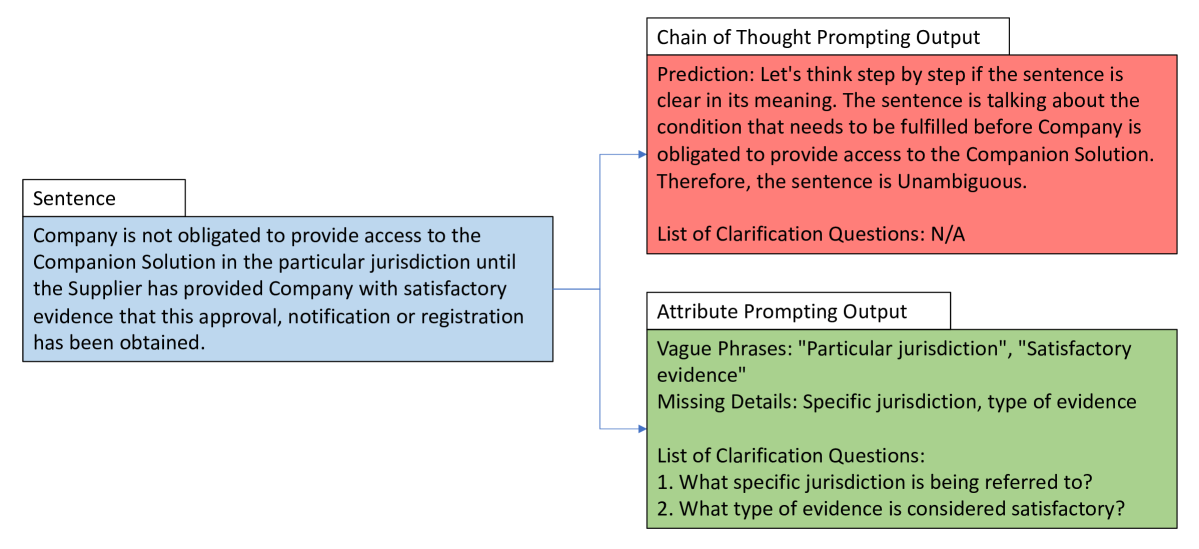 Sentence
Company is not obligated to provide access to the
Companion Solution in the particular jurisdiction until
the Supplier has provided Company with satisfactory
evidence that this approval, notification or registration
has been obtained.
Chain of Thought Prompting Output
Prediction: Let's think step by step if the sentence is
clear in its meaning. The sentence is talking about the
condition that needs to be fulfilled before Company is
obligated to provide access to the Companion Solution.
Therefore, the sentence is Unambiguous.
List of Clarification Questions: N/A
Attribute Prompting Output
Vague Phrases: "Particular jurisdiction", "Satisfactory
evidence"
Missing Details: Specific jurisdiction, type of evidence
List of Clarification Questions:
1. What specific jurisdiction is being referred to?
2. What type of evidence is considered satisfactory?